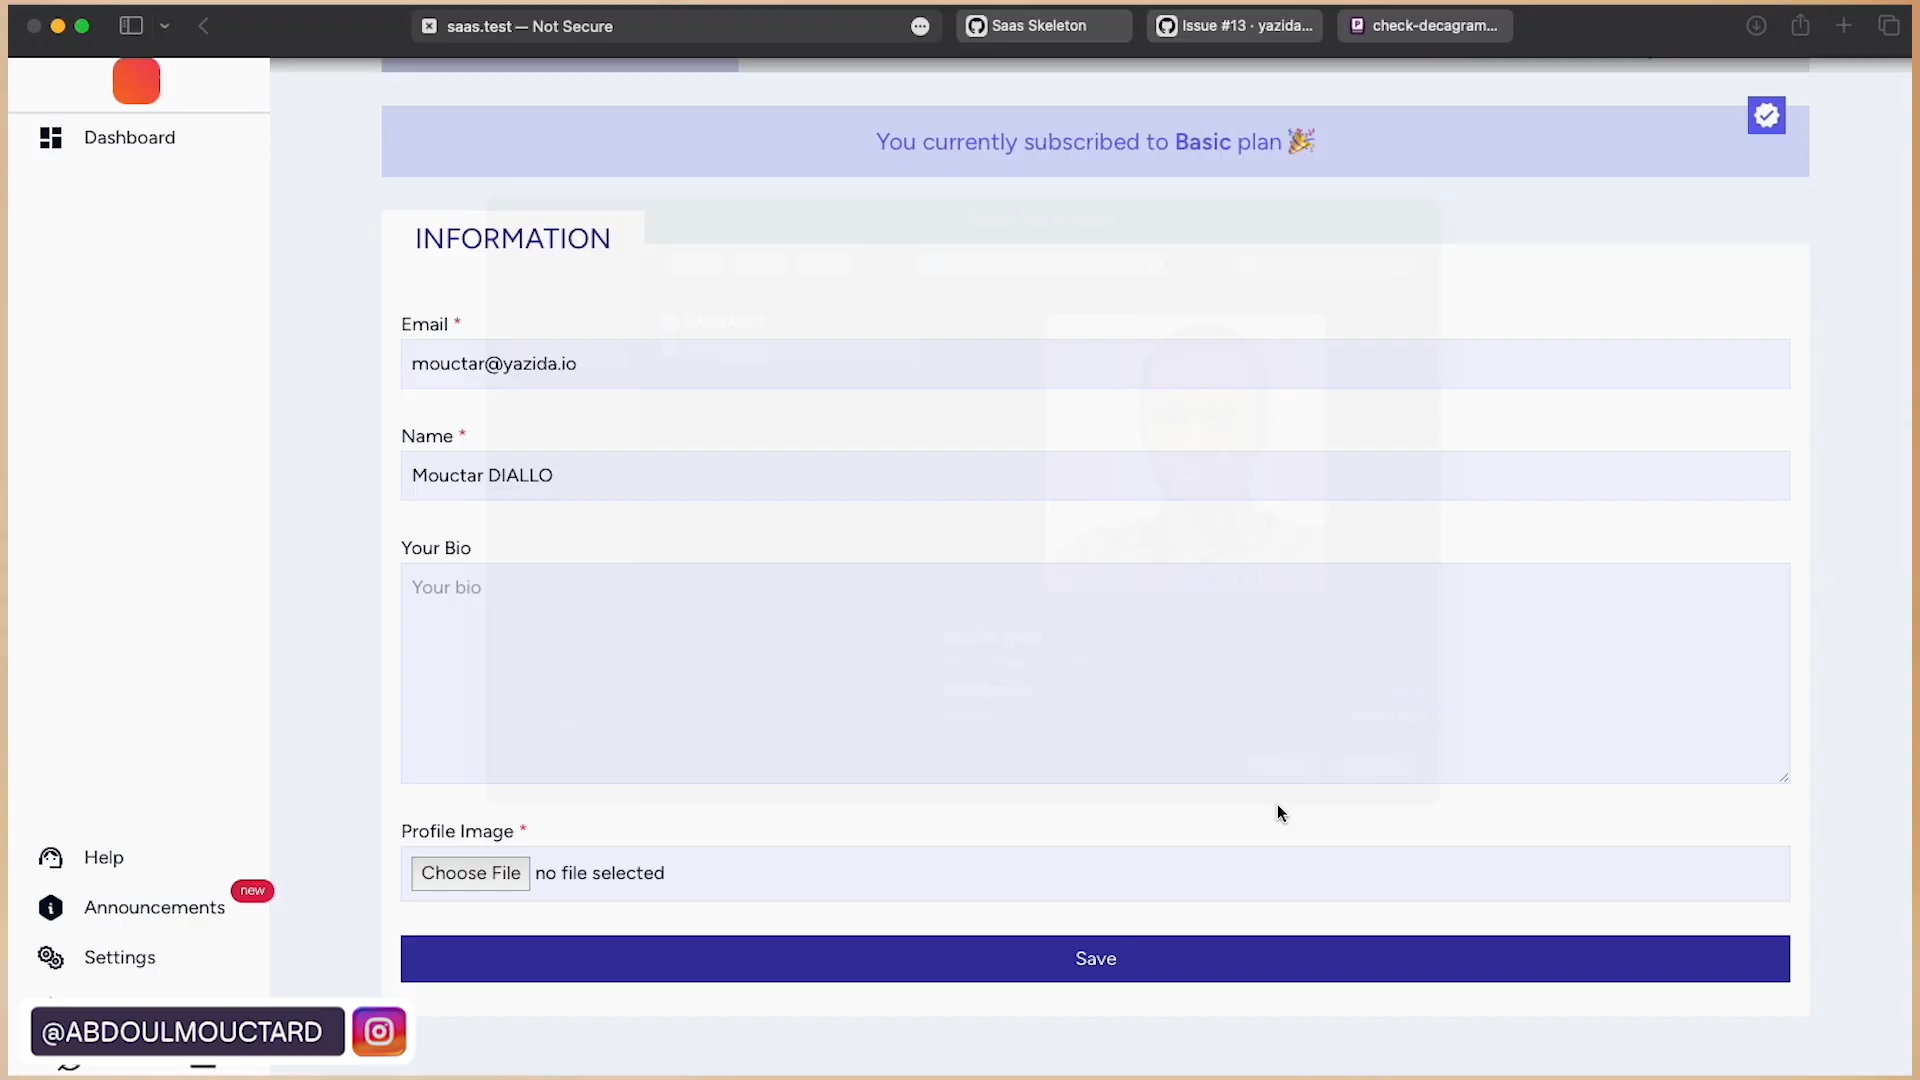 saas.test — Not Secure
Saas Skeleton
Issue #13 · yazida...
check-decagram...
Dashboard
You currently subscribed to Basic plan 🎉
INFORMATION
Email *
mouctar@yazida.io
Name *
Mouctar DIALLO
Your Bio
Your bio
Profile Image *
Choose File no file selected
Save
Help
new
Announcements
Settings
@ABDOULMOUCTARD